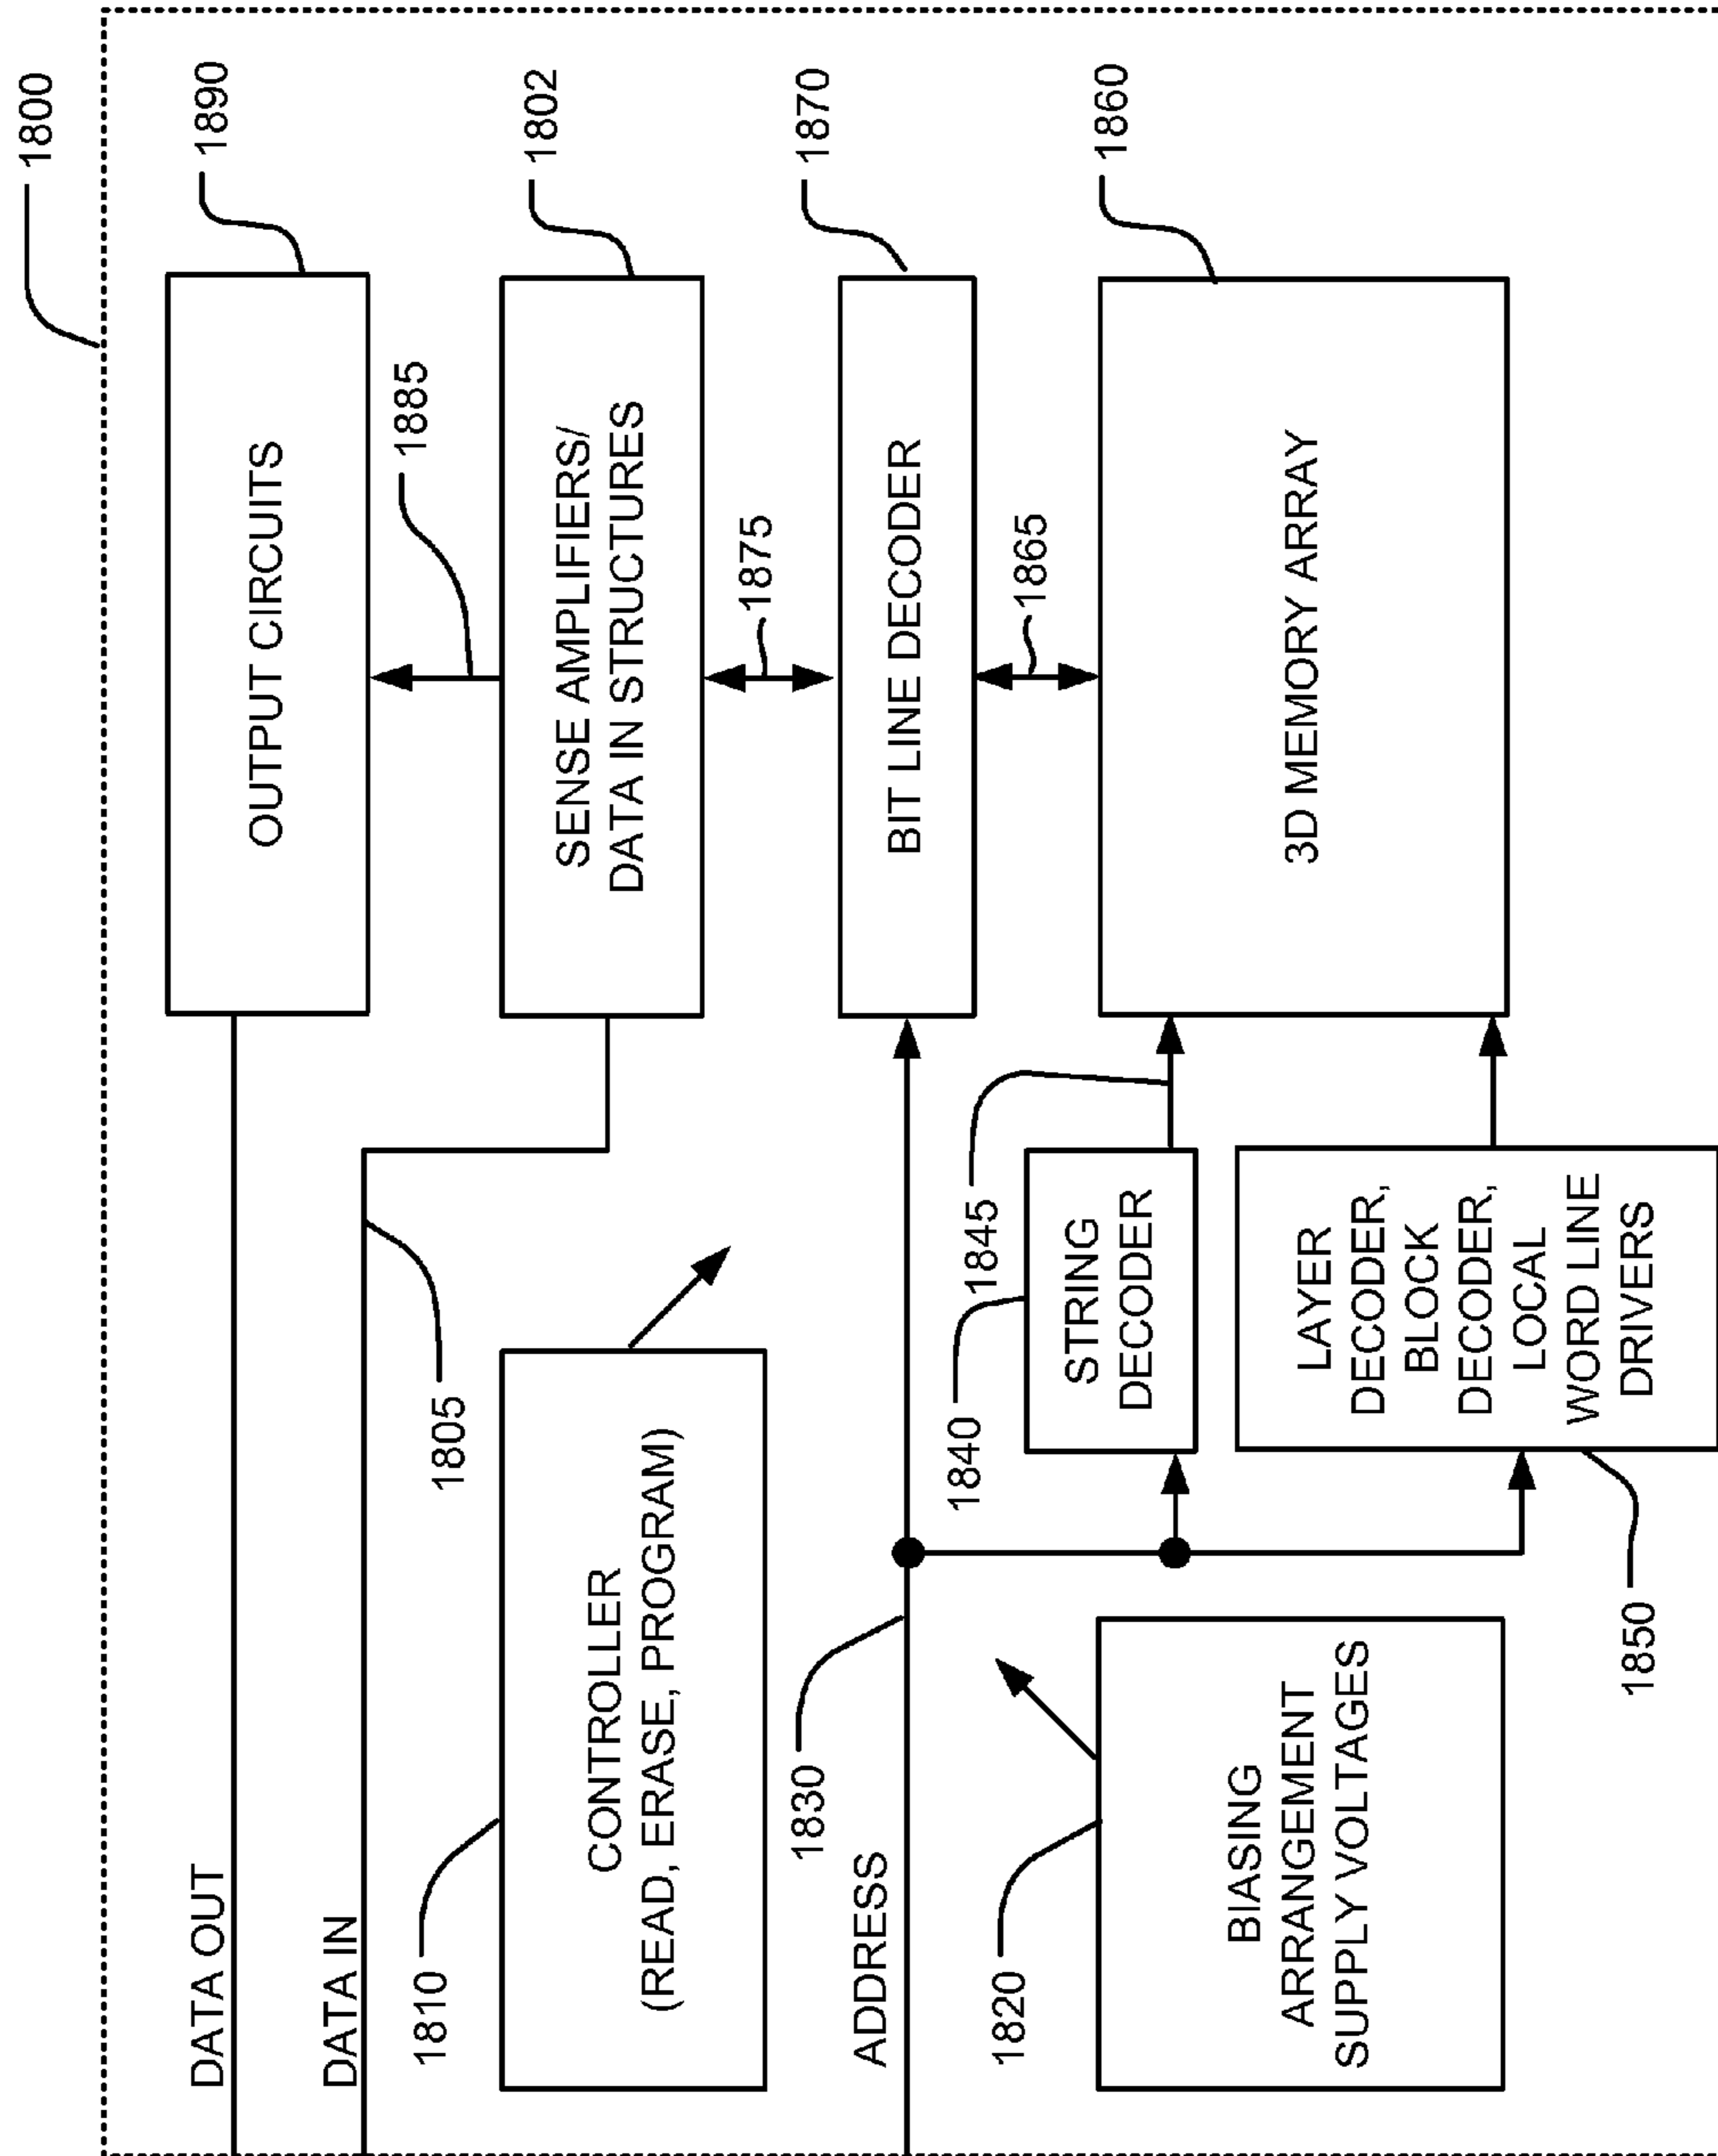 1800
DATA OUT
OUTPUT CIRCUITS
1890
1885
DATA IN
1805
SENSE AMPLIFIERS/
DATA IN STRUCTURES
1802
1810
CONTROLLER
(READ, ERASE, PROGRAM)
1875
1830
ADDRESS
BIT LINE DECODER
1870
1865
1840
STRING
DECODER
1845
3D MEMORY ARRAY
1860
1820
BIASING
ARRANGEMENT
SUPPLY VOLTAGES
LAYER
DECODER,
BLOCK
DECODER,
LOCAL
WORD LINE
DRIVERS
1850